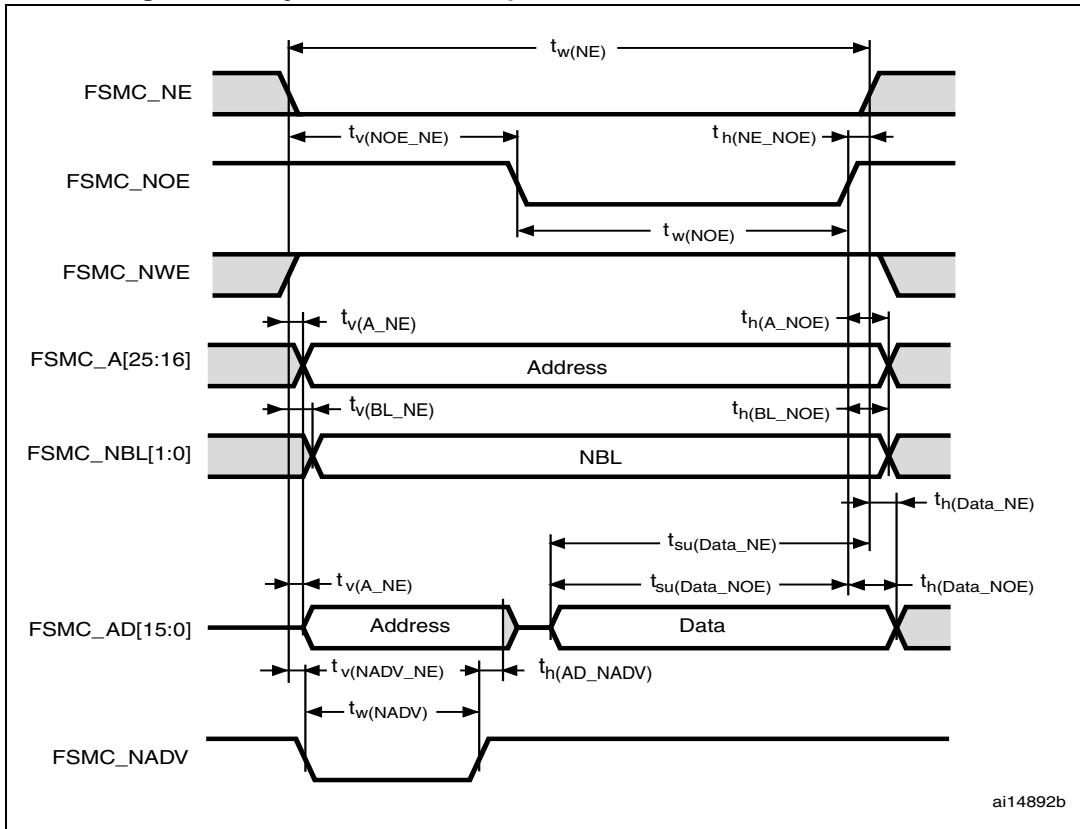 tw(NE)
FSMC_NE
tv(NOE_NE)
th(NE_NOE)
FSMC_NOE
tw(NOE)
FSMC_NWE
tv(A_NE)
th(A_NOE)
FSMC_A[25:16]
Address
tv(BL_NE)
th(BL_NOE)
FSMC_NBL[1:0]
NBL
th(Data_NE)
tsu(Data_NE)
tv(A_NE)
tsu(Data_NOE)
th(Data_NOE)
FSMC_AD[15:0]
Address
Data
tv(NADV_NE)
th(AD_NADV)
tw(NADV)
FSMC_NADV
ai14892b